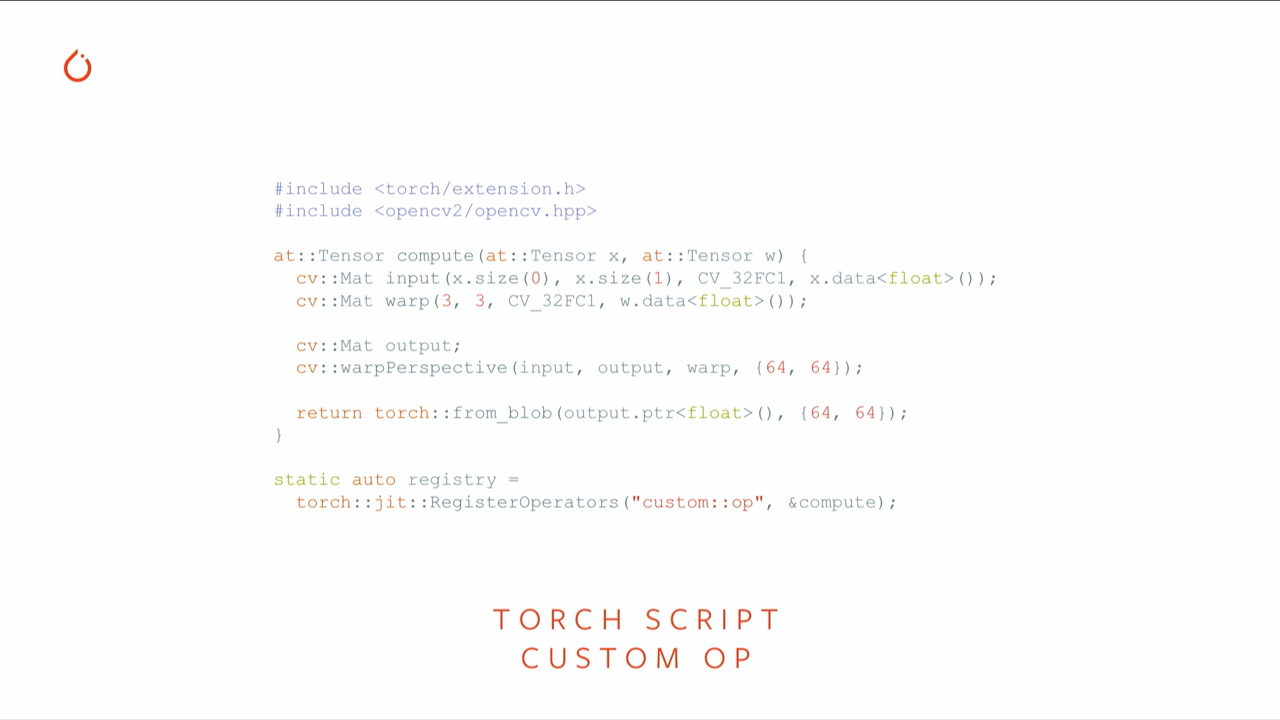 #include <torch/extension.h>
#include <opencv2/opencv.hpp>
at::Tensor compute(at::Tensor x, at::Tensor w) {
  cv::Mat input(x.size(0), x.size(1), CV_32FC1, x.data<float>());
  cv::Mat warp(3, 3, CV_32FC1, w.data<float>());
  cv::Mat output;
  cv::warpPerspective(input, output, warp, {64, 64});
  return torch::from_blob(output.ptr<float>(), {64, 64});
}
static auto registry =
  torch::jit::RegisterOperators("custom::op", &compute);
TORCH SCRIPT
CUSTOM OP